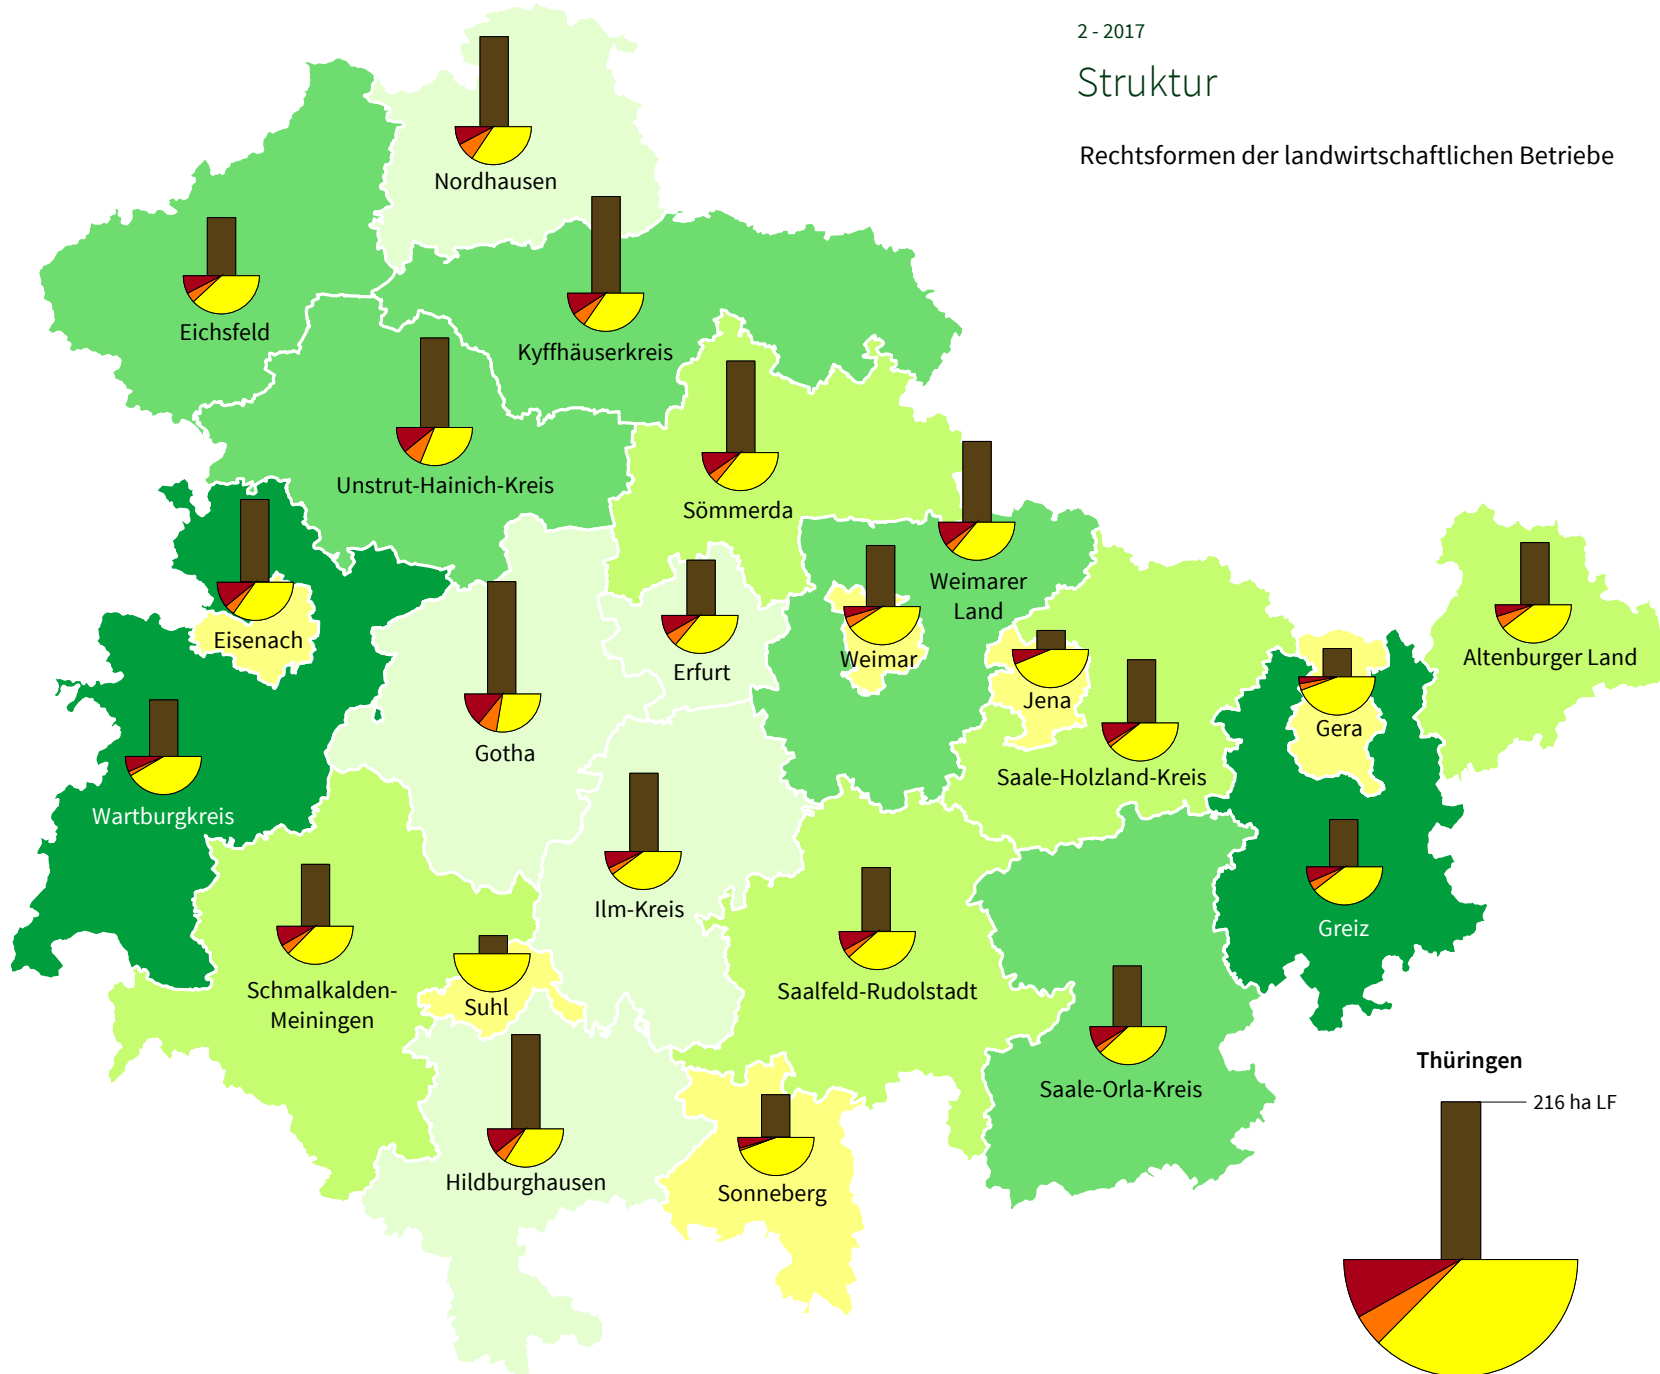 2 - 2017
Struktur
Rechtsformen der landwirtschaftlichen Betriebe
Nordhausen
Eichsfeld
Kyffhäuserkreis
Unstrut-Hainich-Kreis
Sömmerda
Weimarer
Land
Eisenach
Erfurt
Weimar
Altenburger Land
Jena
Gera
Gotha
Saale-Holzland-Kreis
Wartburgkreis
Ilm-Kreis
Greiz
Schmalkalden-
Meiningen
Suhl
Saalfeld-Rudolstadt
Saale-Orla-Kreis
Hildburghausen
Sonneberg
Thüringen
216 ha LF